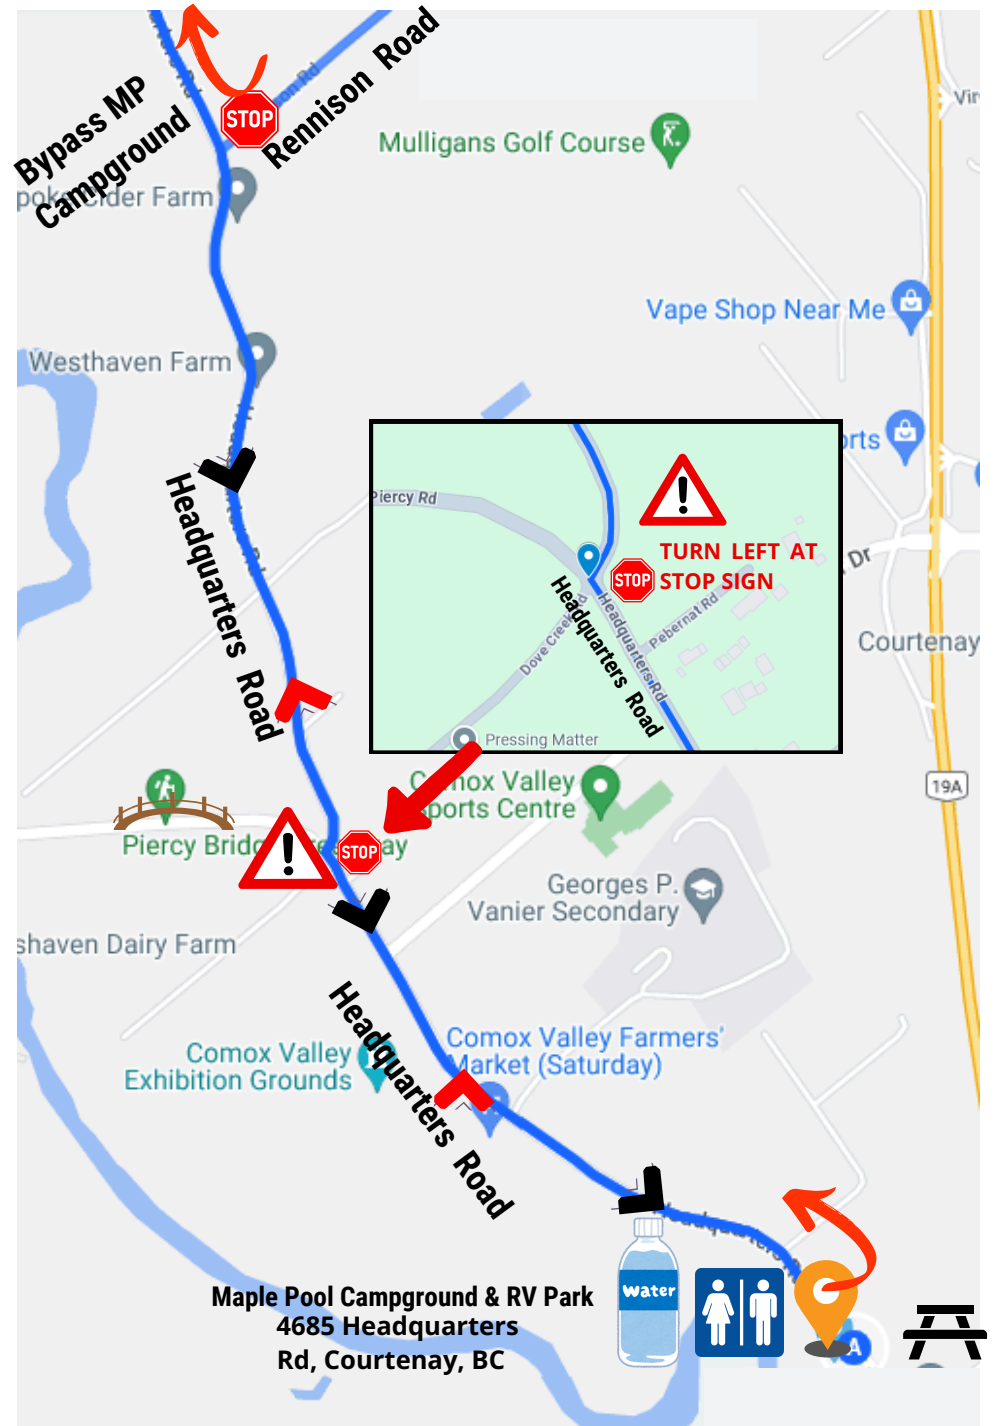 Rennison Road
Bypass MP
Campground
STOP
Mulligans Golf Course
Cider Farm
Vape Shop Near Me
Westhaven Farm
Headquarters Road
Piercy Rd
TURN LEFT AT
STOP SIGN
STOP
Headquarters Road
Headquarters Rd
Pebernat Rd
Dove Creek
Pressing Matter
Dr
Courtenay
19A
Comox Valley
Sports Centre
STOP
Piercy
Georges P.
Vanier Secondary
Dairy Farm
Headquarters Road
Comox Valley
Exhibition Grounds
Comox Valley Farmers'
Market (Saturday)
Water
Maple Pool Campground & RV Park
4685 Headquarters
Rd, Courtenay, BC
A